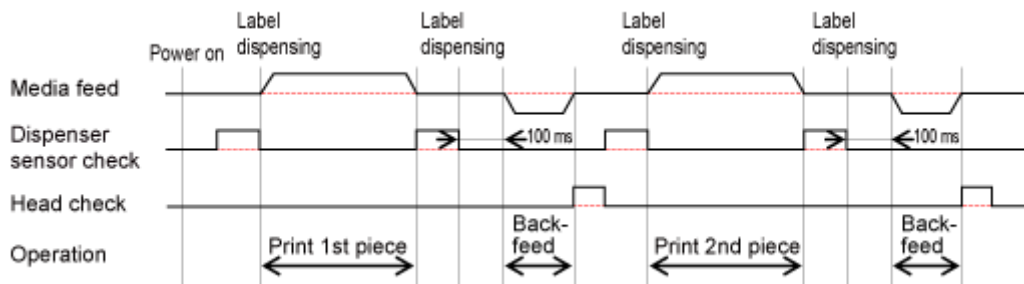 Label
dispensing
Label
dispensing
Label
dispensing
Label
dispensing
Power on
Media feed
Dispenser
sensor check
100 ms
100 ms
Head check
Operation
Print 1st piece
Back-
feed
Print 2nd piece
Back-
feed